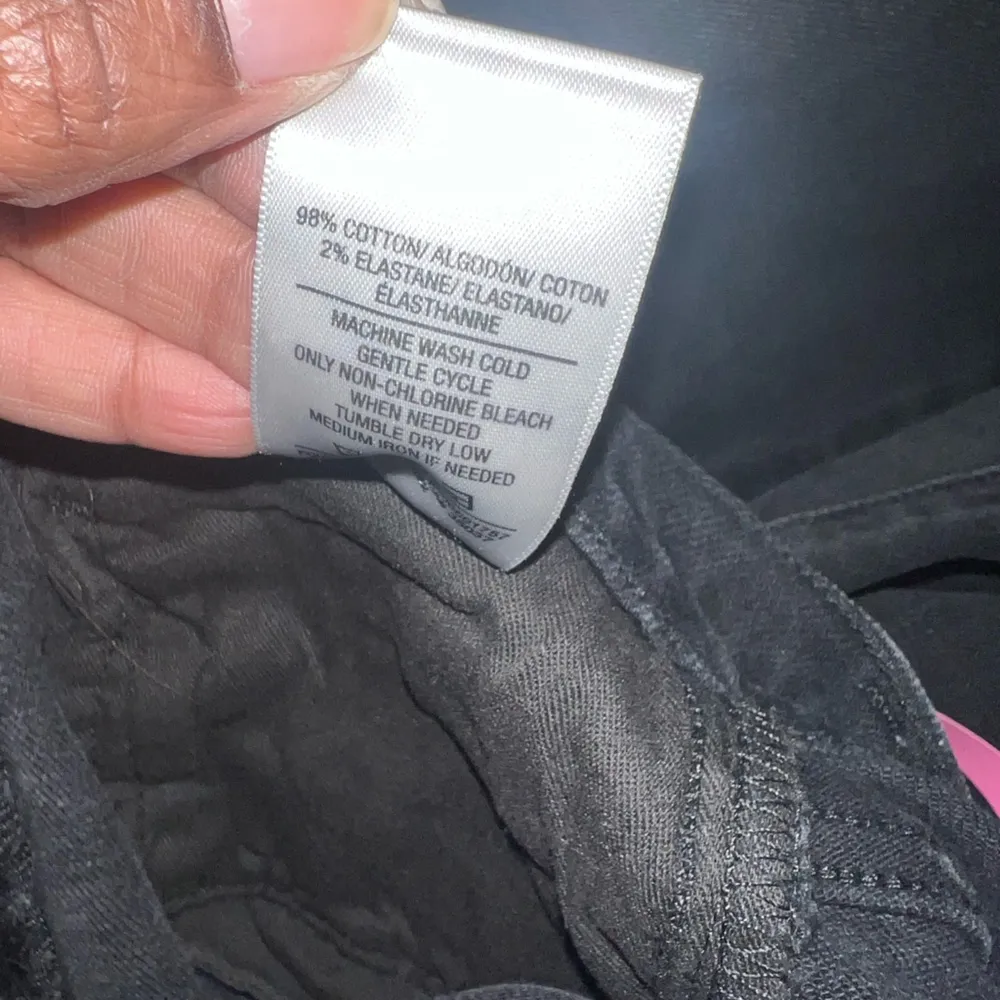 98% COTTON/ ALGODÓN/ COTON
2% ELASTANE/ ELASTANO/
ÉLASTHANNE
MACHINE WASH COLD
GENTLE CYCLE
ONLY NON-CHLORINE BLEACH
WHEN NEEDED
TUMBLE DRY LOW
MEDIUM IRON IF NEEDED